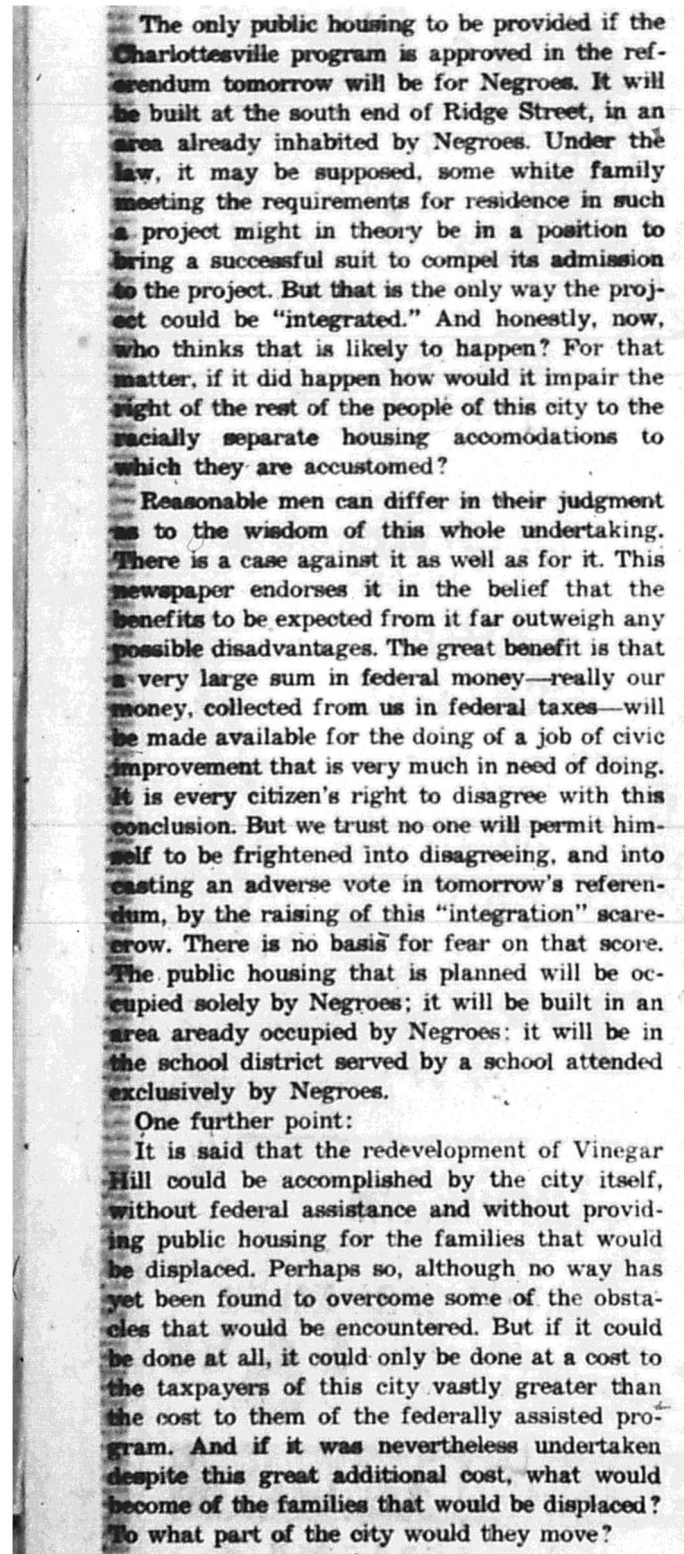 The only public housing to be provided if the
Charlottesville program is approved in the ref-
erendum tomorrow will be for Negroes. It will
be built at the south end of Ridge Street, in an
area already inhabited by Negroes. Under the
law, it may be supposed, some white family
meeting the requirements for residence in such
a project might in theory be in a position to
bring a successful suit to compel its admission
to the project. But that is the only way the proj-
ect could be “integrated.” And honestly, now,
who thinks that is likely to happen? For that
matter, if it did happen how would it impair the
right of the rest of the people of this city to the
racially separate housing accomodations to
which they are accustomed?
Reasonable men can differ in their judgment
as to the wisdom of this whole undertaking.
There is a case against it as well as for it. This
newspaper endorses it in the belief that the
benefits to be expected from it far outweigh any
possible disadvantages. The great benefit is that
a very large sum in federal money—really our
money, collected from us in federal taxes—will
be made available for the doing of a job of civic
improvement that is very much in need of doing.
It is every citizen's right to disagree with this
conclusion. But we trust no one will permit him-
self to be frightened into disagreeing, and into
casting an adverse vote in tomorrow's referen-
dum, by the raising of this “integration” scare-
crow. There is no basis for fear on that score.
The public housing that is planned will be oc-
cupied solely by Negroes; it will be built in an
area aready occupied by Negroes; it will be in
the school district served by a school attended
exclusively by Negroes.
One further point:
It is said that the redevelopment of Vinegar
Hill could be accomplished by the city itself,
without federal assistance and without provid-
ing public housing for the families that would
be displaced. Perhaps so, although no way has
yet been found to overcome some of the obsta-
cles that would be encountered. But if it could
be done at all, it could only be done at a cost to
the taxpayers of this city vastly greater than
the cost to them of the federally assisted pro-
gram. And if it was nevertheless undertaken
despite this great additional cost, what would
become of the families that would be displaced?
To what part of the city would they move?